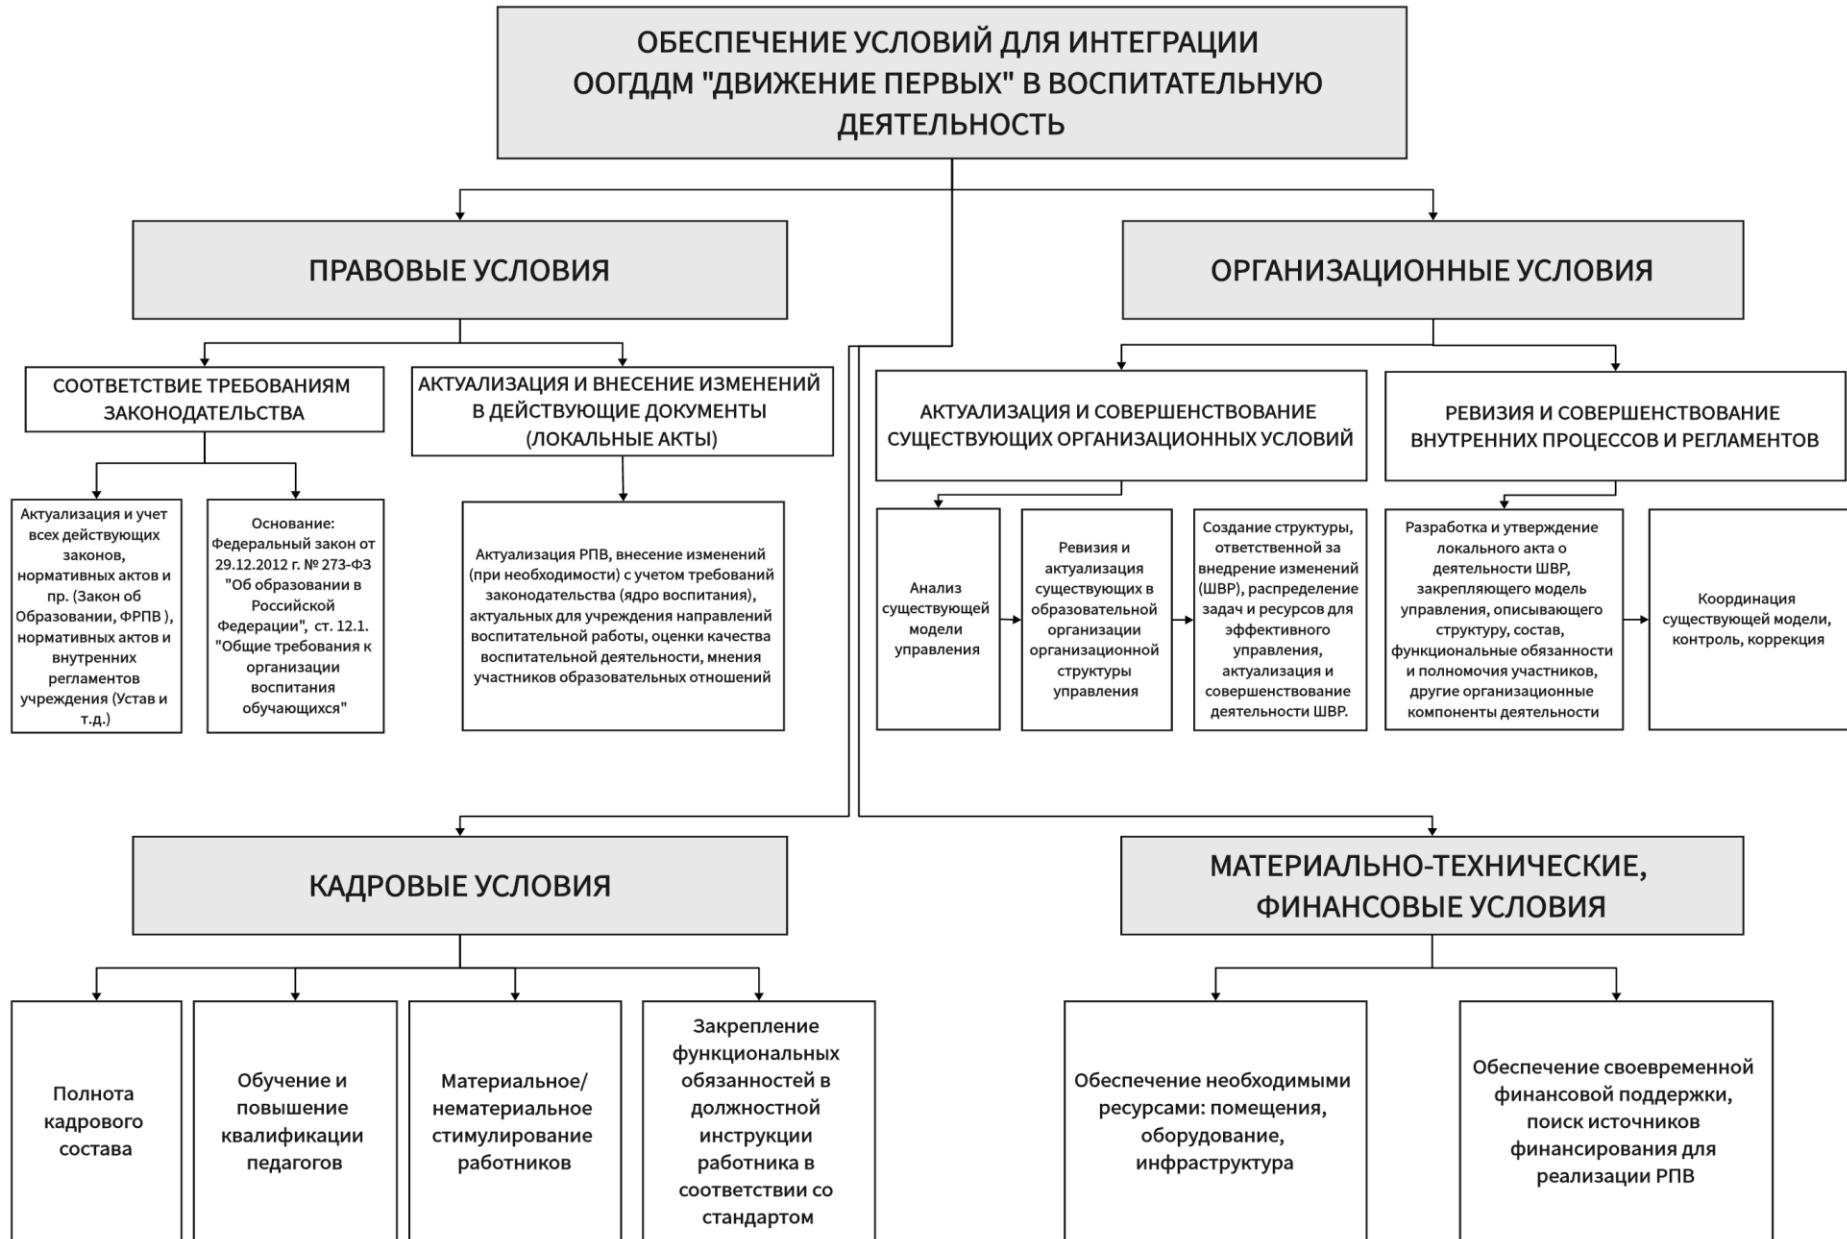 ОБЕСПЕЧЕНИЕ УСЛОВИЙ ДЛЯ ИНТЕГРАЦИИ
ООГДДМ "ДВИЖЕНИЕ ПЕРВЫХ" В ВОСПИТАТЕЛЬНУЮ
ДЕЯТЕЛЬНОСТЬ
ПРАВОВЫЕ УСЛОВИЯ
СООТВЕТСТВИЕ ТРЕБОВАНИЯМ
ЗАКОНОДАТЕЛЬСТВА
Актуализация и учет
всех действующих
законов,
нормативных актов и
пр. (Закон об
Образовании, ФРПВ ),
нормативных актов и
внутренних
регламентов
учреждения (Устав и
т.д.)
Основание:
Федеральный закон от
29.12.2012 г. № 273-ФЗ
"Об образовании в
Российской
Федерации", ст. 12.1.
"Общие требования к
организации
воспитания
обучающихся"
АКТУАЛИЗАЦИЯ И ВНЕСЕНИЕ ИЗМЕНЕНИЙ
В ДЕЙСТВУЮЩИЕ ДОКУМЕНТЫ
(ЛОКАЛЬНЫЕ АКТЫ)
Актуализация РПВ, внесение изменений
(при необходимости) с учетом требований
законодательства (ядро воспитания),
актуальных для учреждения направлений
воспитательной работы, оценки качества
воспитательной деятельности, мнения
участников образовательных отношений
ОРГАНИЗАЦИОННЫЕ УСЛОВИЯ
АКТУАЛИЗАЦИЯ И СОВЕРШЕНСТВОВАНИЕ
СУЩЕСТВУЮЩИХ ОРГАНИЗАЦИОННЫХ УСЛОВИЙ
Анализ
существующей
модели
управления
Ревизия и
актуализация
существующих в
образовательной
организации
организационной
структуры
управления
Создание структуры,
ответственной за
внедрение изменений
(ШВР), распределение
задач и ресурсов для
эффективного
управления,
актуализация и
совершенствование
деятельности ШВР.
РЕВИЗИЯ И СОВЕРШЕНСТВОВАНИЕ
ВНУТРЕННИХ ПРОЦЕССОВ И РЕГЛАМЕНТОВ
Разработка и утверждение
локального акта о
деятельности ШВР,
закрепляющего модель
управления, описывающего
структуру, состав,
функциональные обязанности
и полномочия участников,
другие организационные
компоненты деятельности
Координация
существующей модели,
контроль, коррекция
КАДРОВЫЕ УСЛОВИЯ
Полнота
кадрового
состава
Обучение и
повышение
квалификации
педагогов
Материальное/
нематериальное
стимулирование
работников
Закрепление
функциональных
обязанностей в
должностной
инструкции
работника в
соответствии со
стандартом
МАТЕРИАЛЬНО-ТЕХНИЧЕСКИЕ,
ФИНАНСОВЫЕ УСЛОВИЯ
Обеспечение необходимыми
ресурсами: помещения,
оборудование,
инфраструктура
Обеспечение своевременной
финансовой поддержки,
поиск источников
финансирования для
реализации РПВ